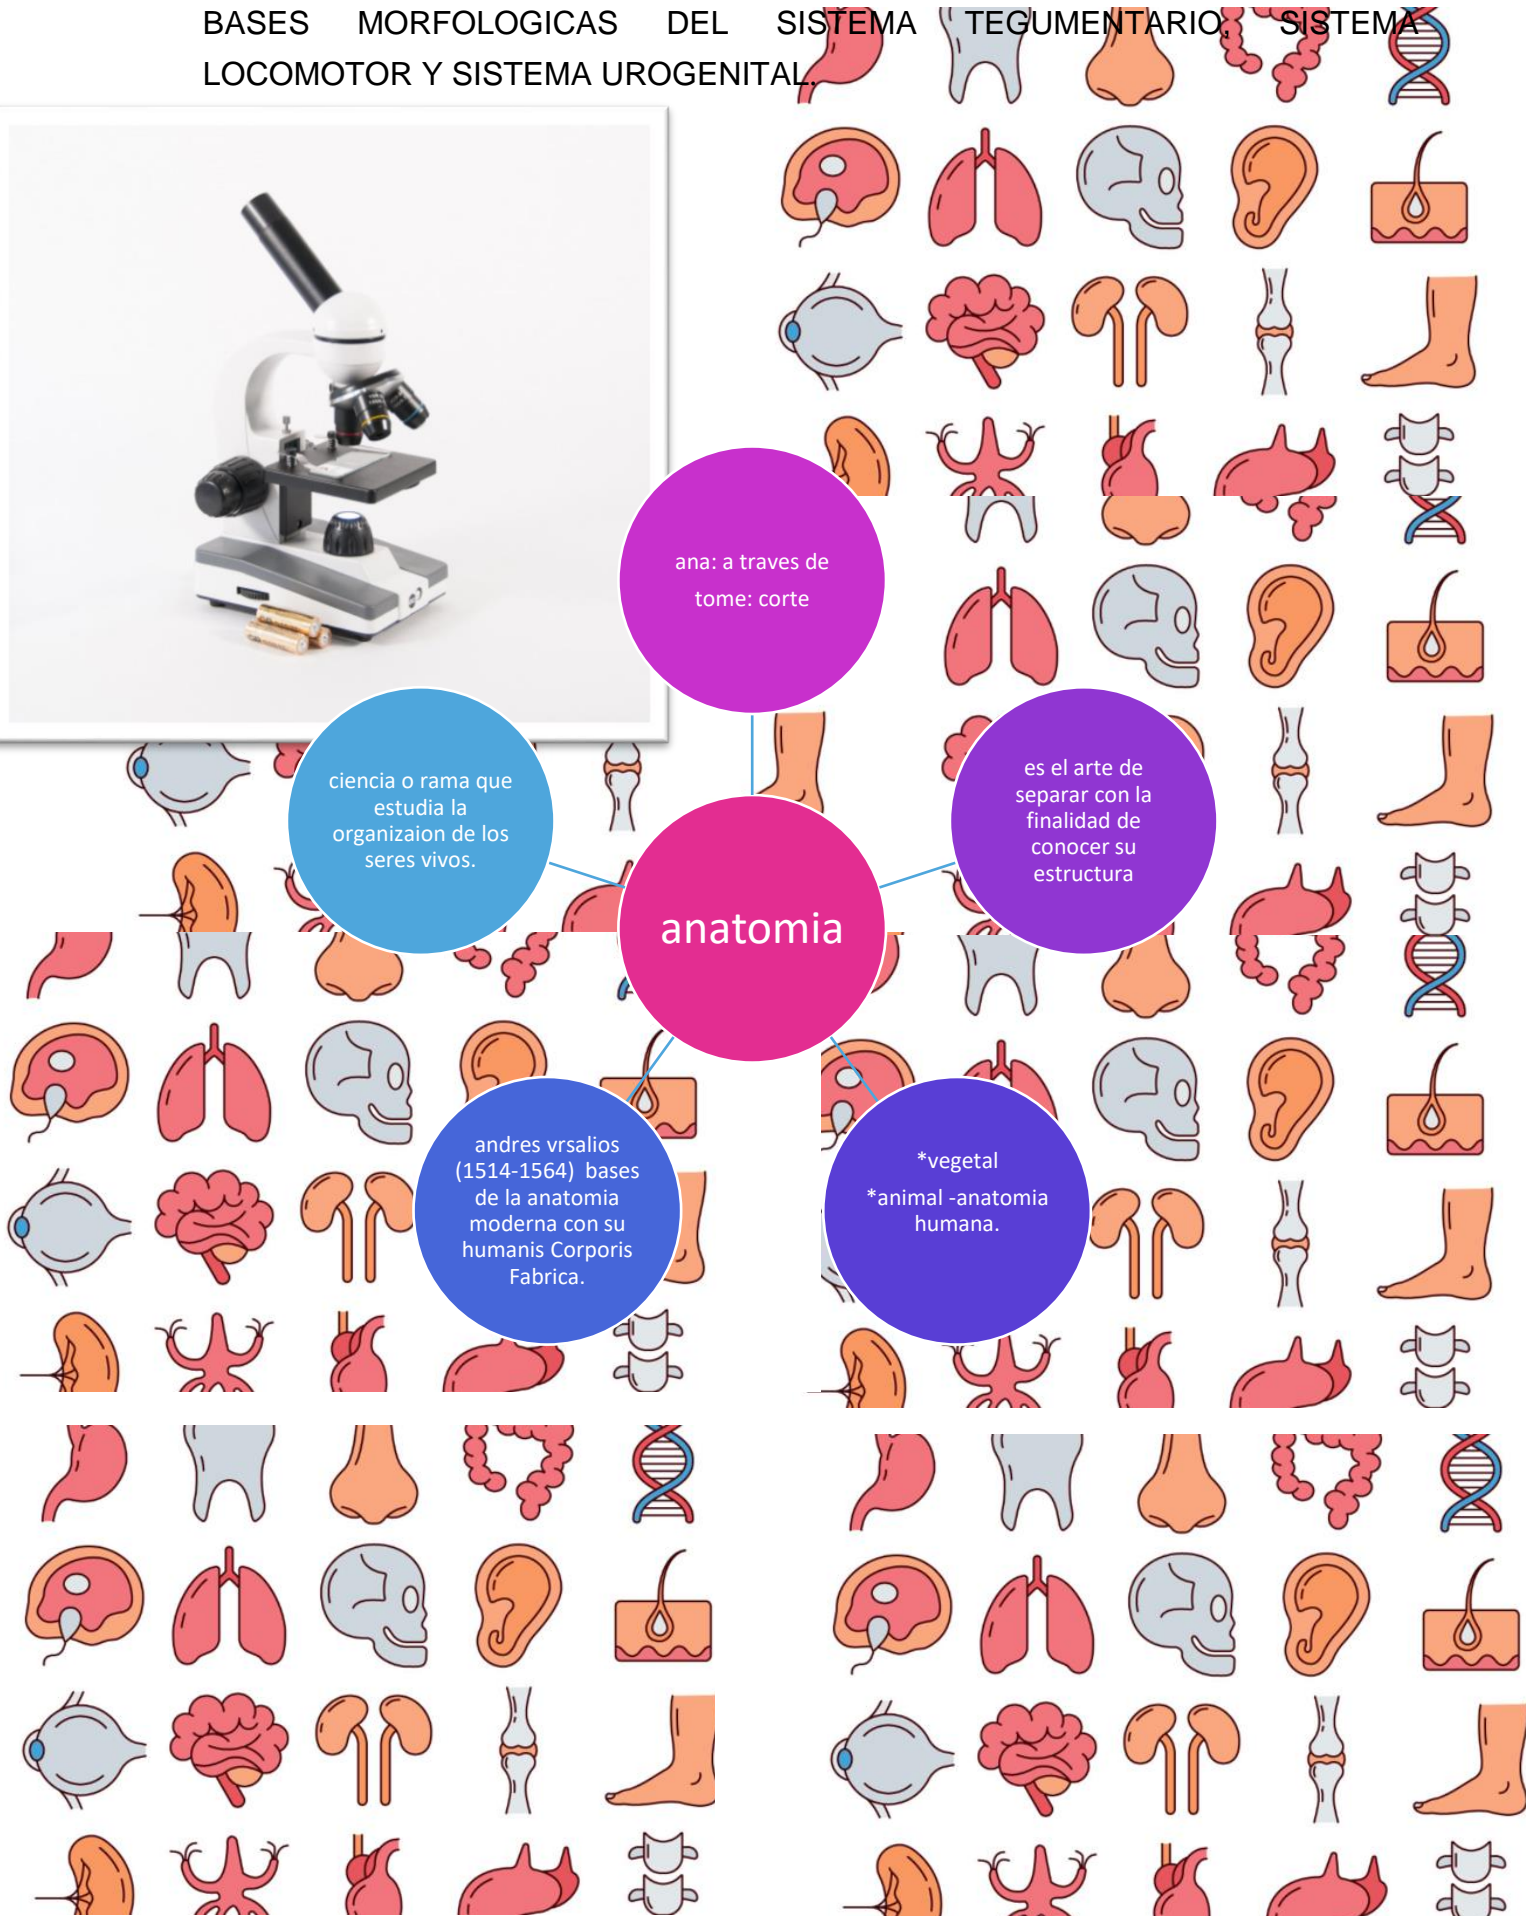 BASES MORFOLOGICAS DEL SISTEMA TEGUMENTARIO, SISTEMA
LOCOMOTOR Y SISTEMA UROGENITAL.
ana: a traves de
tome: corte
ciencia o rama que
estudia la
organizaion de los
seres vivos.
es el arte de
separar con la
finalidad de
conocer su
estructura
anatomia
andres vrsalios
(1514-1564) bases
de la anatomia
moderna con su
humanis Corporis
Fabrica.
*vegetal
*animal -anatomia
humana.